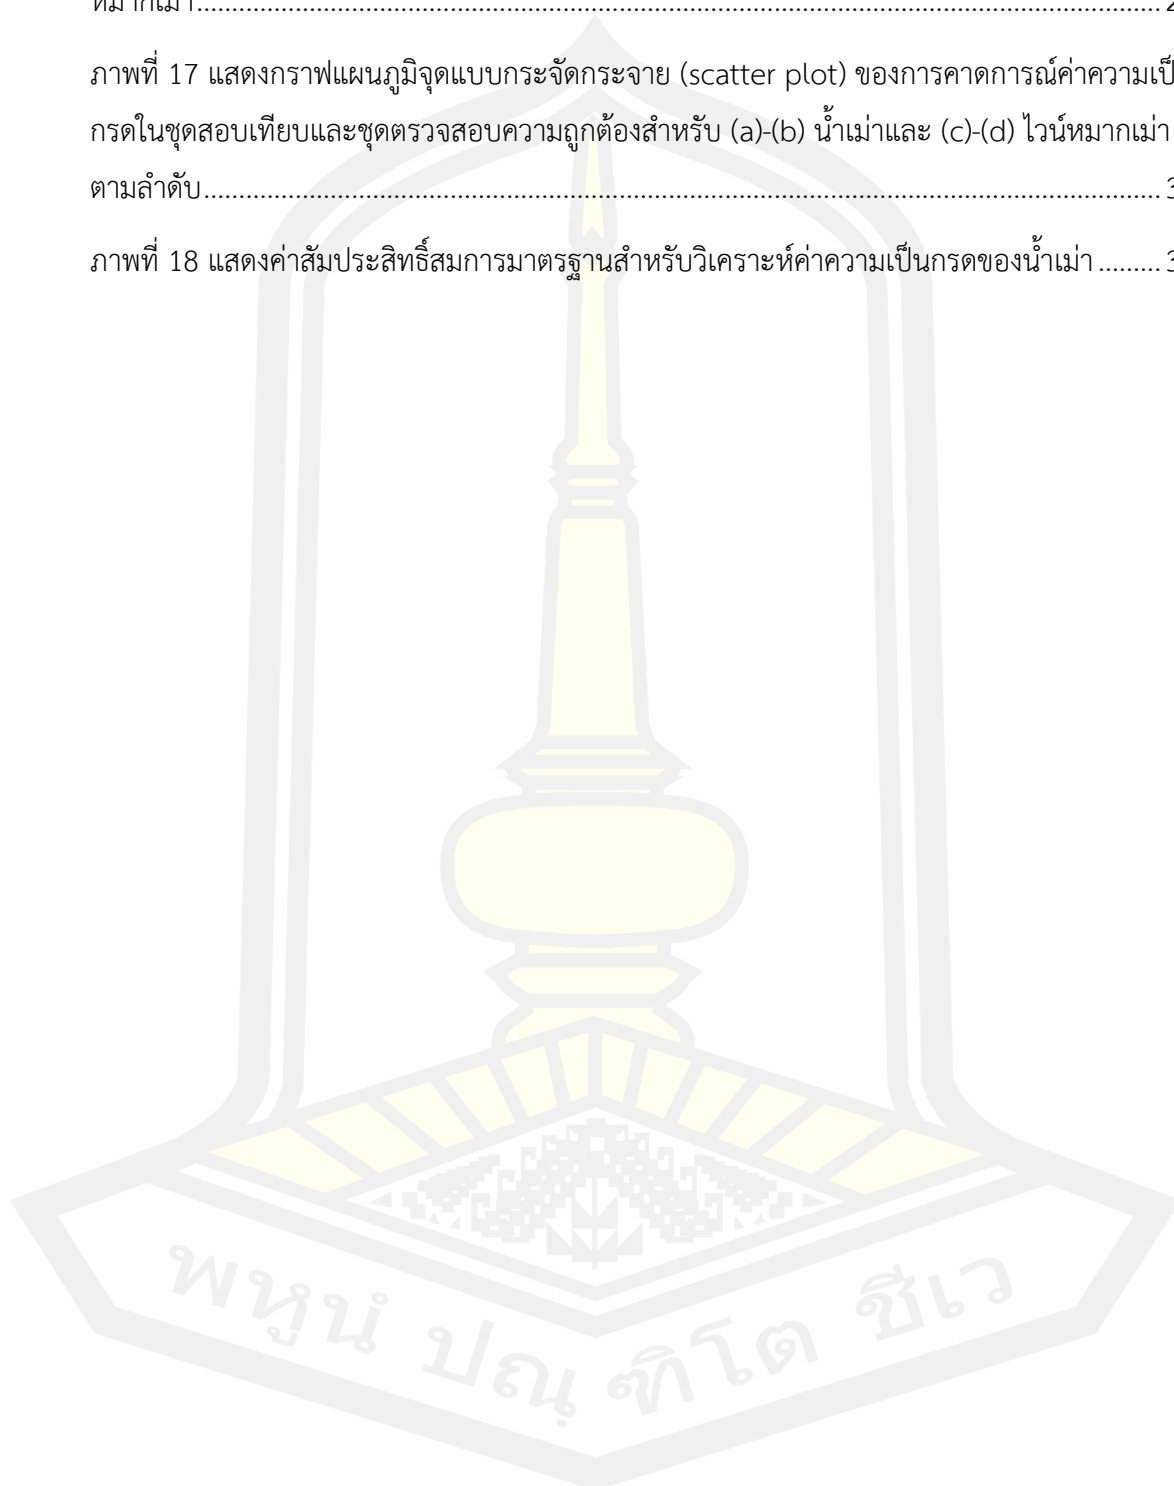 หมากเม่า........................................................................................................................................ 2
ภาพที่ 17 แสดงกราฟแผนภูมิจุดแบบกระจัดกระจาย (scatter plot) ของการคาดการณ์ค่าความเป็
กรดในชุดสอบเทียบและชุดตรวจสอบความถูกต้องสำหรับ (a)-(b) น้ำเม่าและ (c)-(d) ไวน์หมากเม่า
ตามลำดับ....................................................................................................................................... 3
ภาพที่ 18 แสดงค่าสัมประสิทธิ์สมการมาตรฐานสำหรับวิเคราะห์ค่าความเป็นกรดของน้ำเม่า ......... 3
พหูนํ ปณฺฑิโต ชีเว